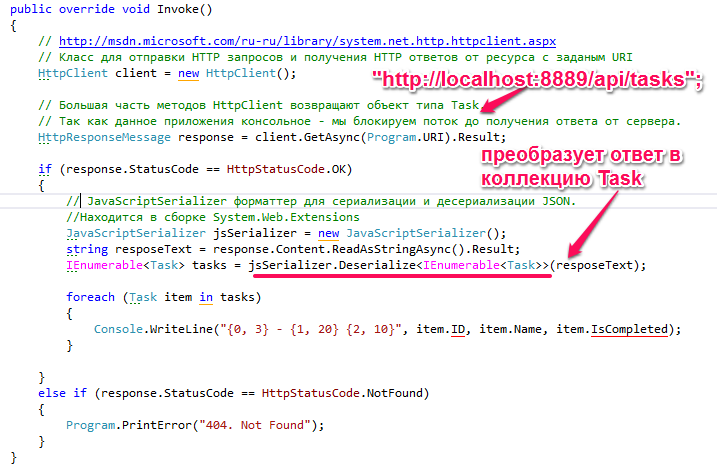 public override void Invoke()
{
// http://msdn.microsoft.com/ru-ru/library/system.net.http.httpclient.aspx
// Класс для отправки HTTP запросов и получения HTTP ответов от ресурса с заданым URI
HttpClient client = new HttpClient();
"http://localhost:8889/api/tasks";
// Большая часть методов HttpClient возвращают объект типа Task
// Так как данное приложения консольное - мы блокируем поток до получения ответа от сервера.
HttpResponseMessage response = client.GetAsync(Program.URI).Result;
преобразует ответ в
коллекцию Task
if (response.StatusCode == HttpStatusCode.OK)
{
// JavaScriptSerializer форматтер для сериализации и десериализации JSON.
//Находится в сборке System.Web.Extensions
JavaScriptSerializer jsSerializer = new JavaScriptSerializer();
string resposeText = response.Content.ReadAsStringAsync().Result;
IEnumerable<Task> tasks = jsSerializer.Deserialize<IEnumerable<Task>>(resposeText);
foreach (Task item in tasks)
{
Console.WriteLine("{0, 3} - {1, 20} {2, 10}", item.ID, item.Name, item.IsCompleted);
}
}
else if (response.StatusCode == HttpStatusCode.NotFound)
{
Program.PrintError("404. Not Found");
}
}